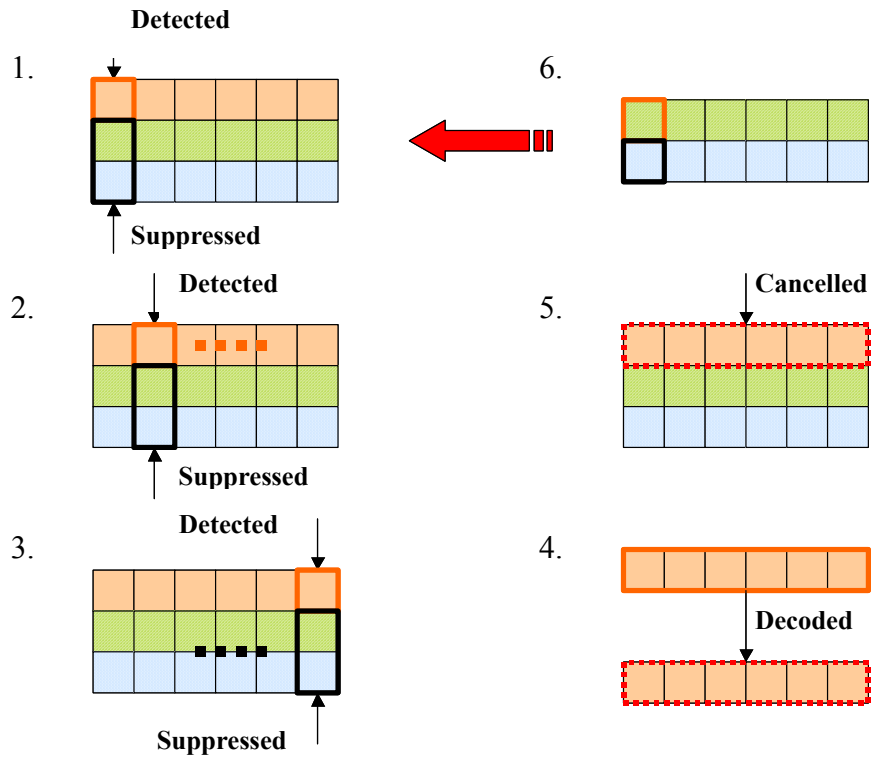 Detected
1.
Suppressed
Detected
2.
Suppressed
Detected
3.
Suppressed
6.
Cancelled
5.
4.
Decoded